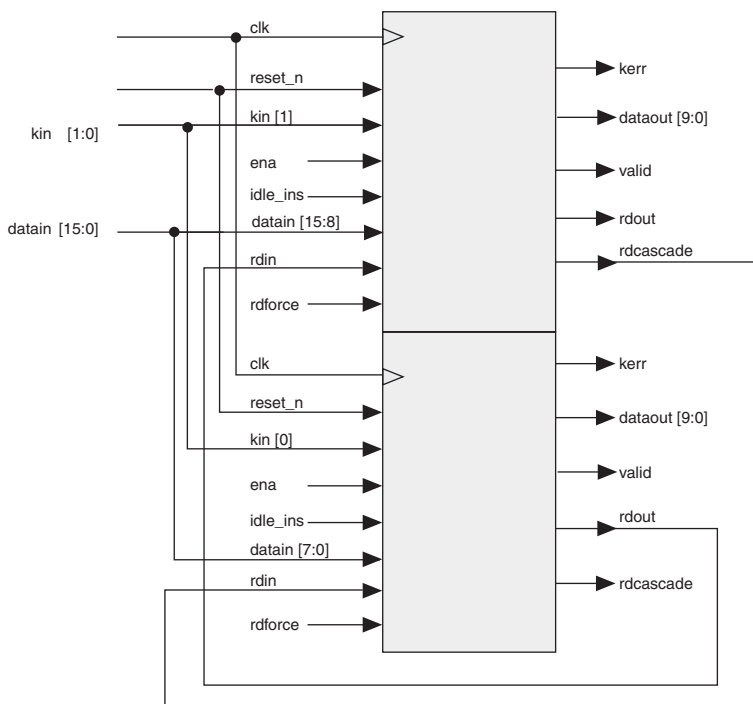 clk
reset_n
kin [1:0]
kin [1]
ena
idle_ins
datain [15:0]
datain [15:8]
rdin
rdforce
kerr
dataout [9:0]
valid
rdout
rdcascade
clk
reset_n
kin [0]
ena
idle_ins
datain [7:0]
rdin
rdforce
kerr
dataout [9:0]
valid
rdout
rdcascade